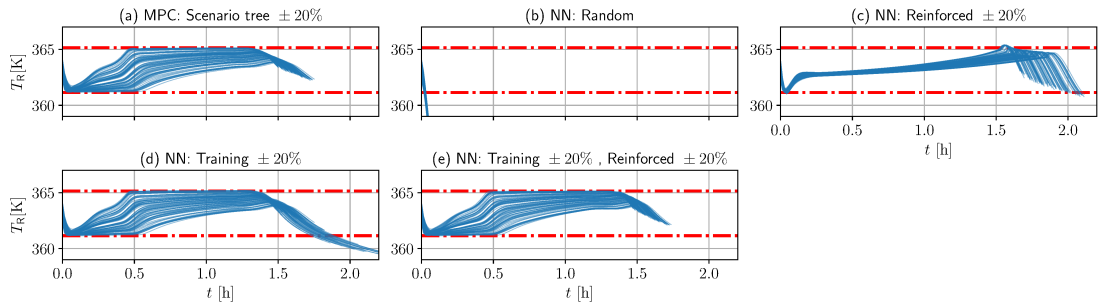 (a) MPC: Scenario tree ± 20%
(b) NN: Random
(c) NN: Reinforced ± 20%
365
360
T_R[K]
365
360
365
360
0.0 0.5 1.0 1.5 2.0
t [h]
(d) NN: Training ± 20%
(e) NN: Training ± 20% , Reinforced ± 20%
365
360
T_R[K]
0.0 0.5 1.0 1.5 2.0
t [h]
365
360
0.0 0.5 1.0 1.5 2.0
t [h]